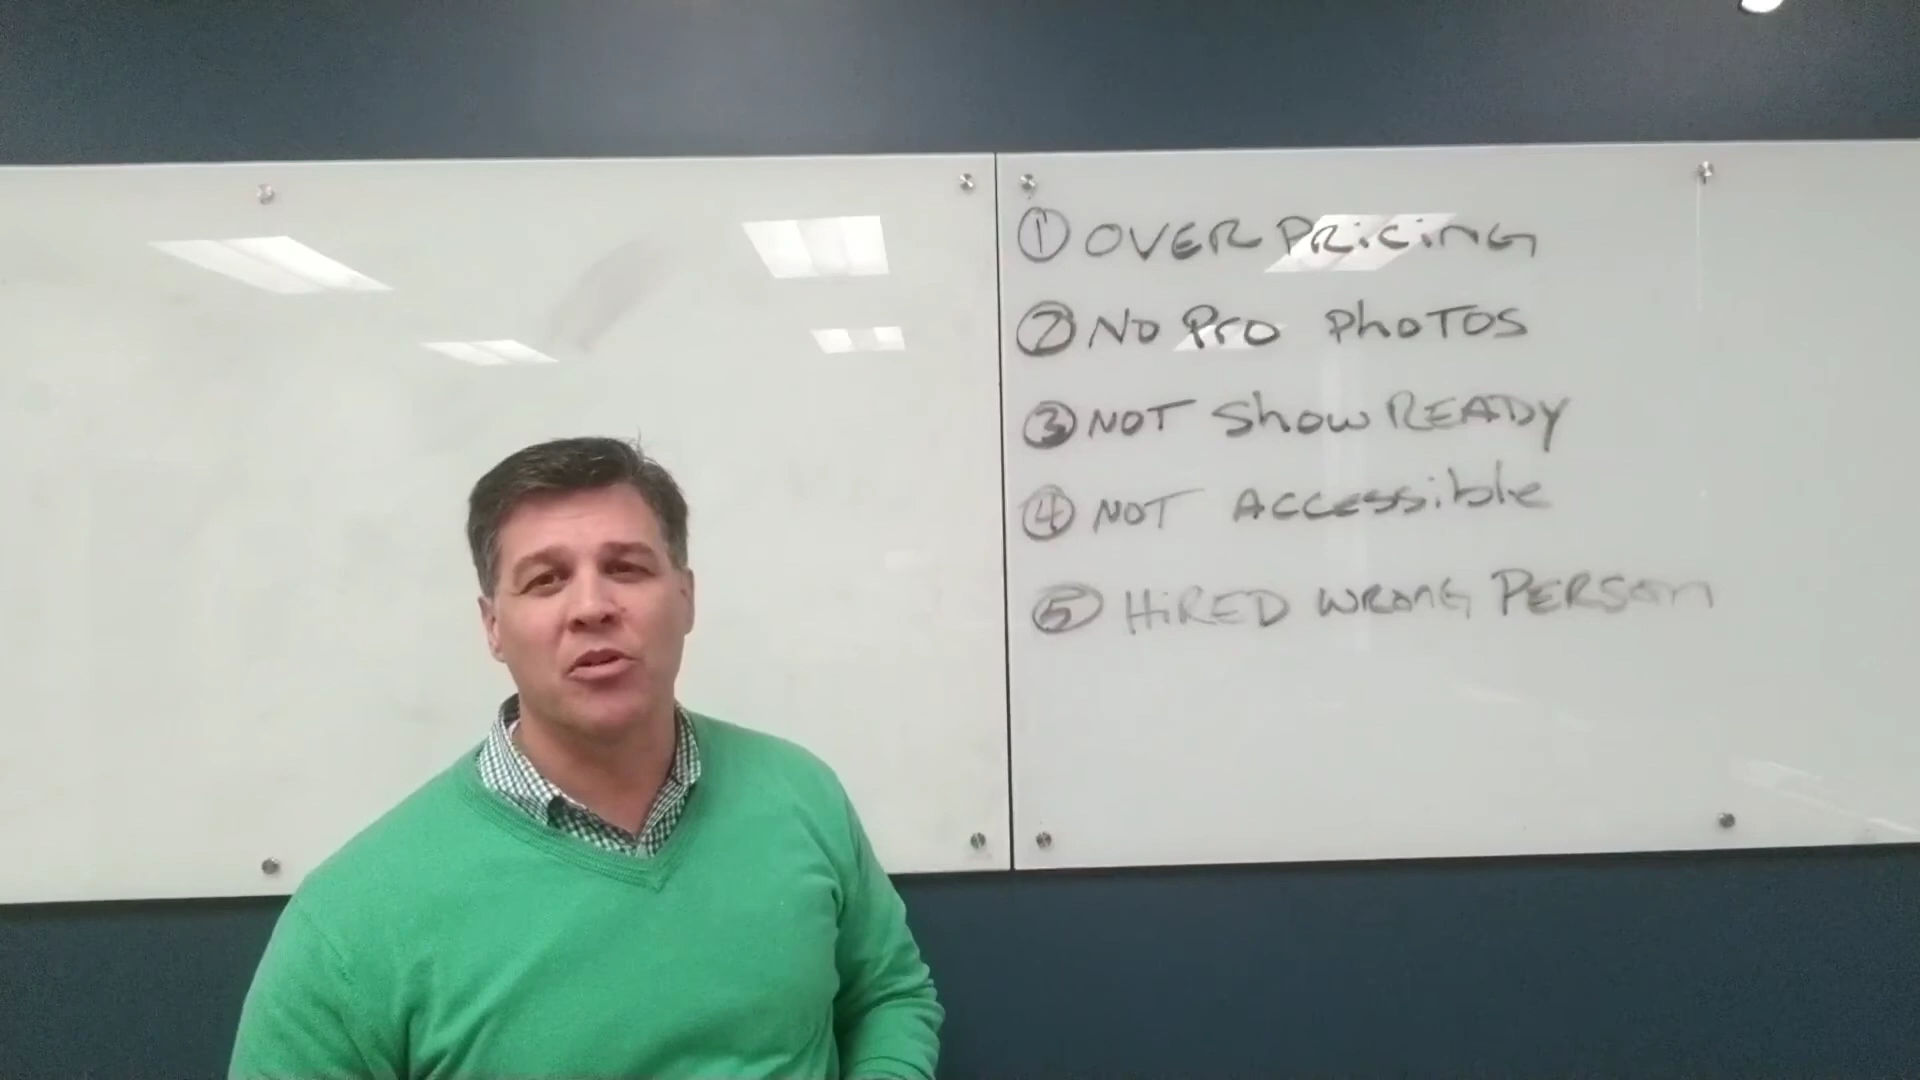 ① OVER PRiCiNG
② NO Pro PhOTOS
③ NOT ShOW READY
④ NOT ACCESSible
⑤ HiRED WRONG PERSON